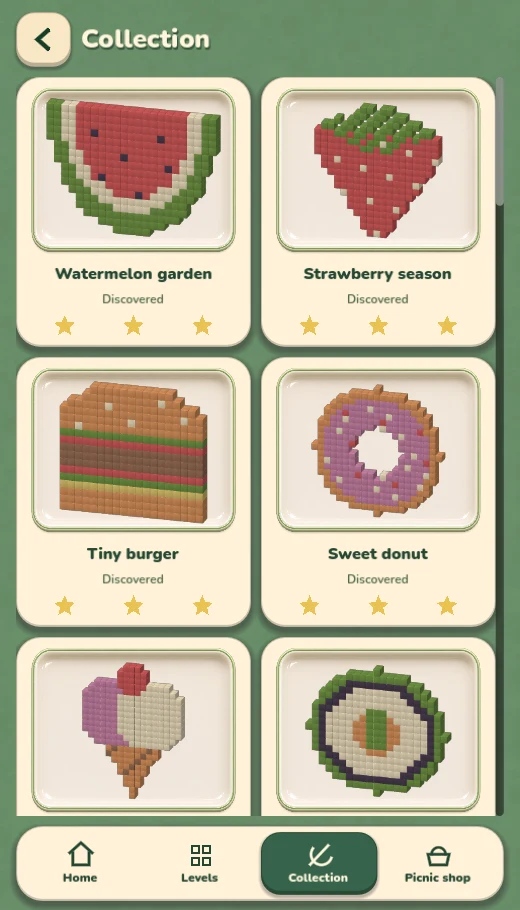 Collection
Watermelon garden
Discovered
Strawberry season
Discovered
Tiny burger
Discovered
Sweet donut
Discovered
Home
Levels
Collection
Picnic shop